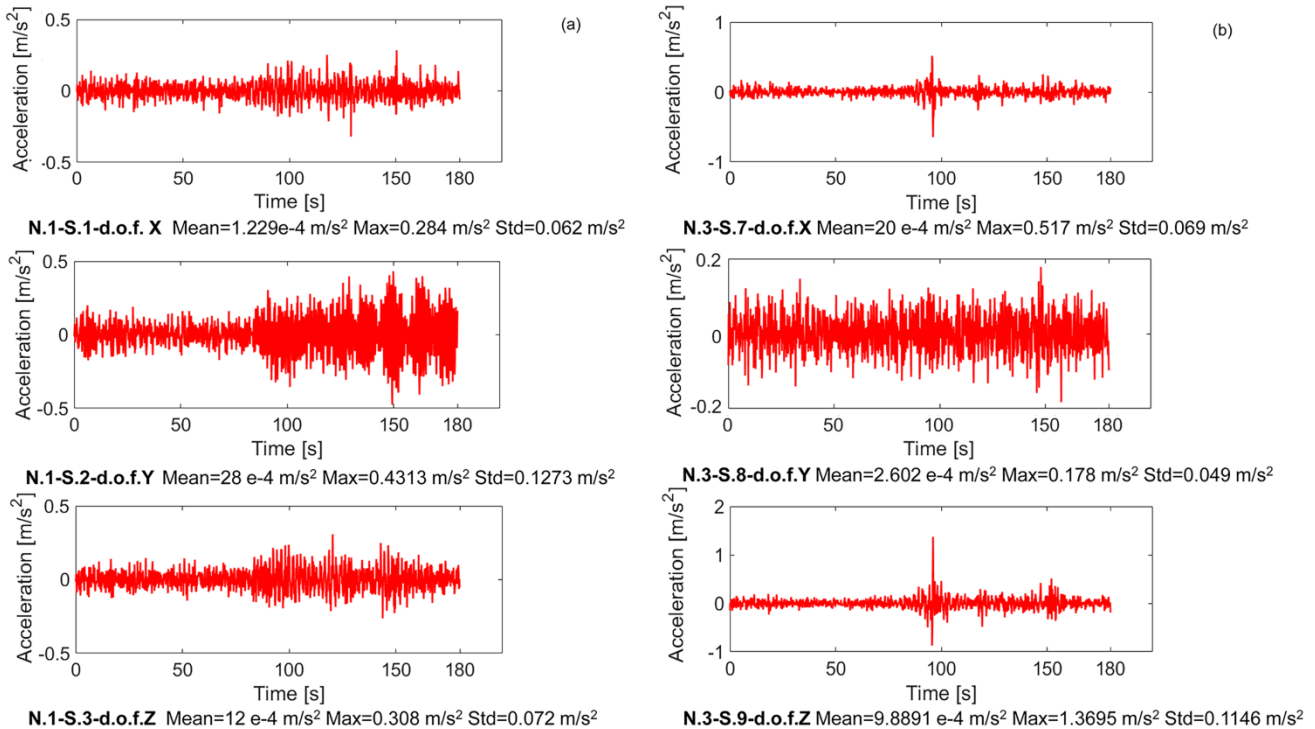 (a)
Acceleration [m/s²]
0.5
0
-0.5
0 50 100 150 180
Time [s]
N.1-S.1-d.o.f. X Mean=1.229e-4 m/s² Max=0.284 m/s² Std=0.062 m/s²
Acceleration [m/s²]
0.5
0
-0.5
0 50 100 150 180
Time [s]
N.1-S.2-d.o.f.Y Mean=28 e-4 m/s² Max=0.4313 m/s² Std=0.1273 m/s²
Acceleration [m/s²]
0.5
0
-0.5
0 50 100 150 180
Time [s]
N.1-S.3-d.o.f.Z Mean=12 e-4 m/s² Max=0.308 m/s² Std=0.072 m/s²
(b)
Acceleration [m/s²]
1
0
-1
0 50 100 150 180
Time [s]
N.3-S.7-d.o.f.X Mean=20 e-4 m/s² Max=0.517 m/s² Std=0.069 m/s²
Acceleration [m/s²]
0.2
0
-0.2
0 50 100 150 180
Time [s]
N.3-S.8-d.o.f.Y Mean=2.602 e-4 m/s² Max=0.178 m/s² Std=0.049 m/s²
Acceleration [m/s²]
2
1
0
-1
0 50 100 150 180
Time [s]
N.3-S.9-d.o.f.Z Mean=9.8891 e-4 m/s² Max=1.3695 m/s² Std=0.1146 m/s²